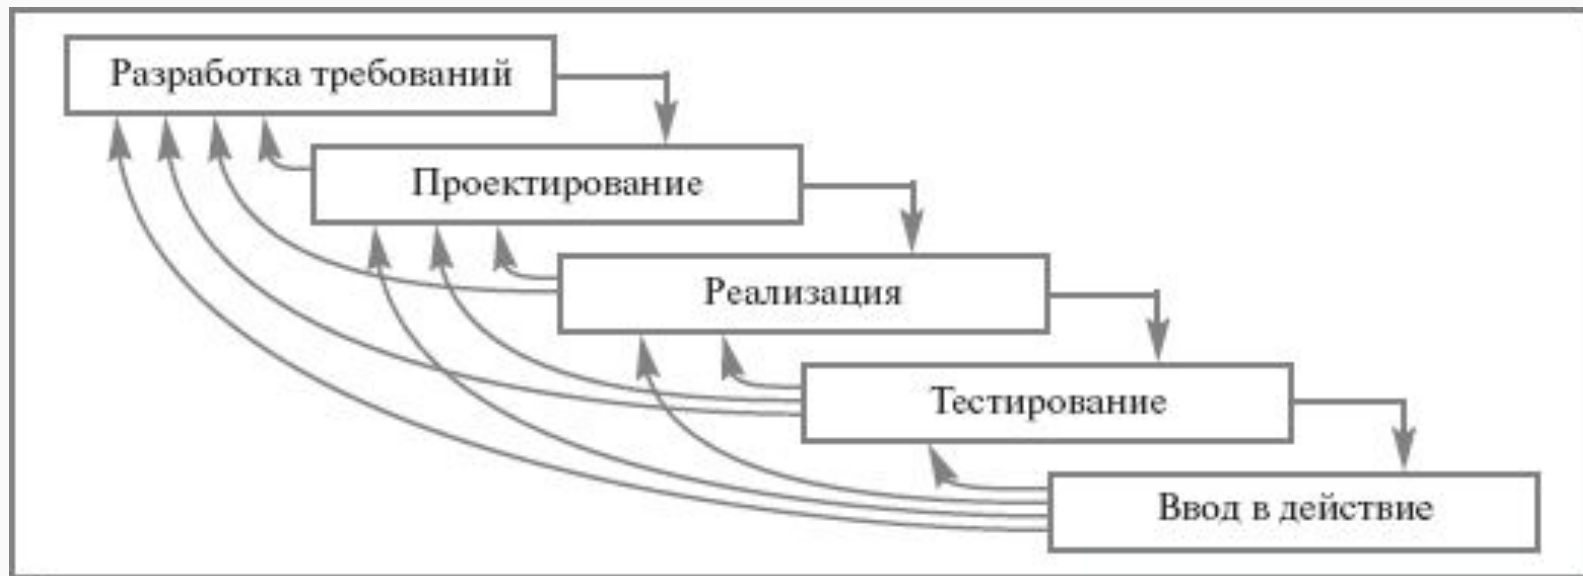 Разработка требований
Проектирование
Реализация
Тестирование
Ввод в действие